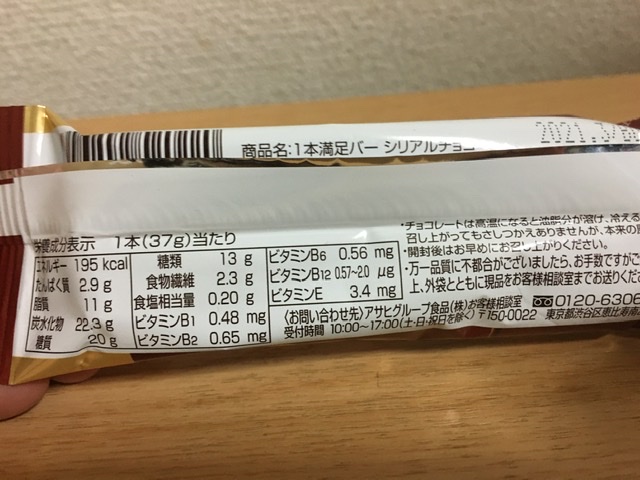 2021.3
商品名:1本満足バー シリアルチョコ
栄養成分表示 1本(37g)当たり
エネルギー 195 kcal
たんぱく質 2.9 g
脂質 11 g
炭水化物 22.3 g
糖質 20 g
糖類 13 g
食物繊維 2.3 g
食塩相当量 0.20 g
ビタミンB1 0.48 mg
ビタミンB2 0.65 mg
ビタミンB6 0.56 mg
ビタミンB12 0.57~2.0 μg
ビタミンE 3.4 mg
・チョコレートは高温になると油脂分が溶け、冷える
召し上がってもさしつかえありませんが、本来の
・開封後はお早めにお召し上がりください。
・万一品質に不都合がございましたら、お手数ですがご
上、外袋とともに現品をお客様相談室までお送りくだ
〈お問い合わせ先〉アサヒグループ食品(株)お客様相談室 0120-630
受付時間 10:00~17:00(土・日・祝日を除く)〒150-0022 東京都渋谷区恵比寿南